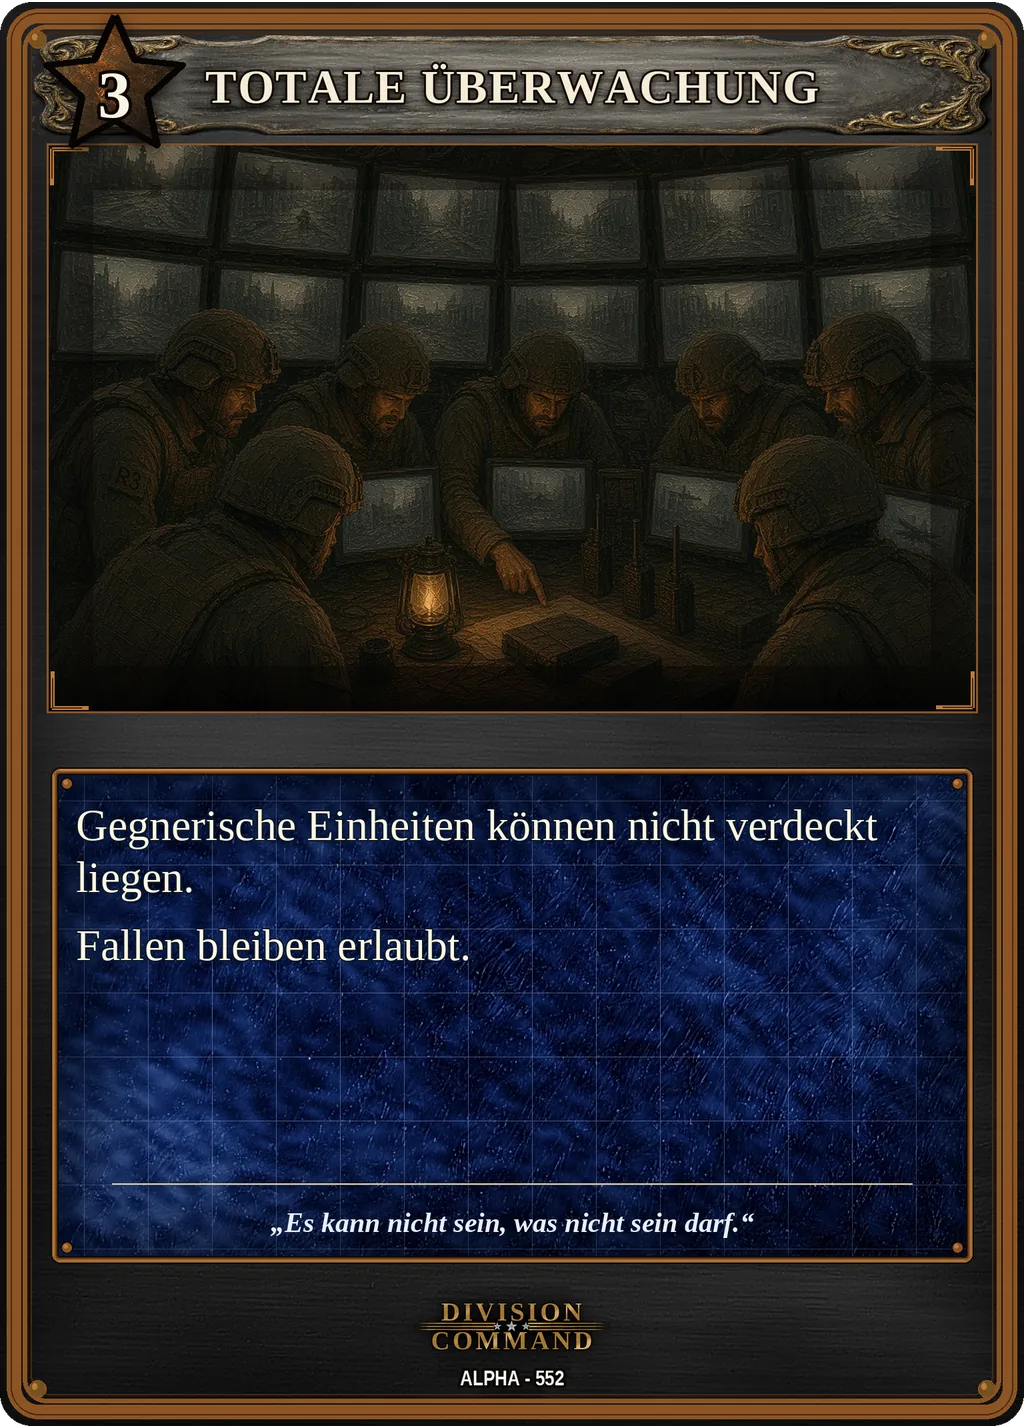 3
TOTALE ÜBERWACHUNG
R3
Gegnerische Einheiten können nicht verdeckt
liegen.
Fallen bleiben erlaubt.
„Es kann nicht sein, was nicht sein darf.“
DIVISION
COMMAND
ALPHA - 552